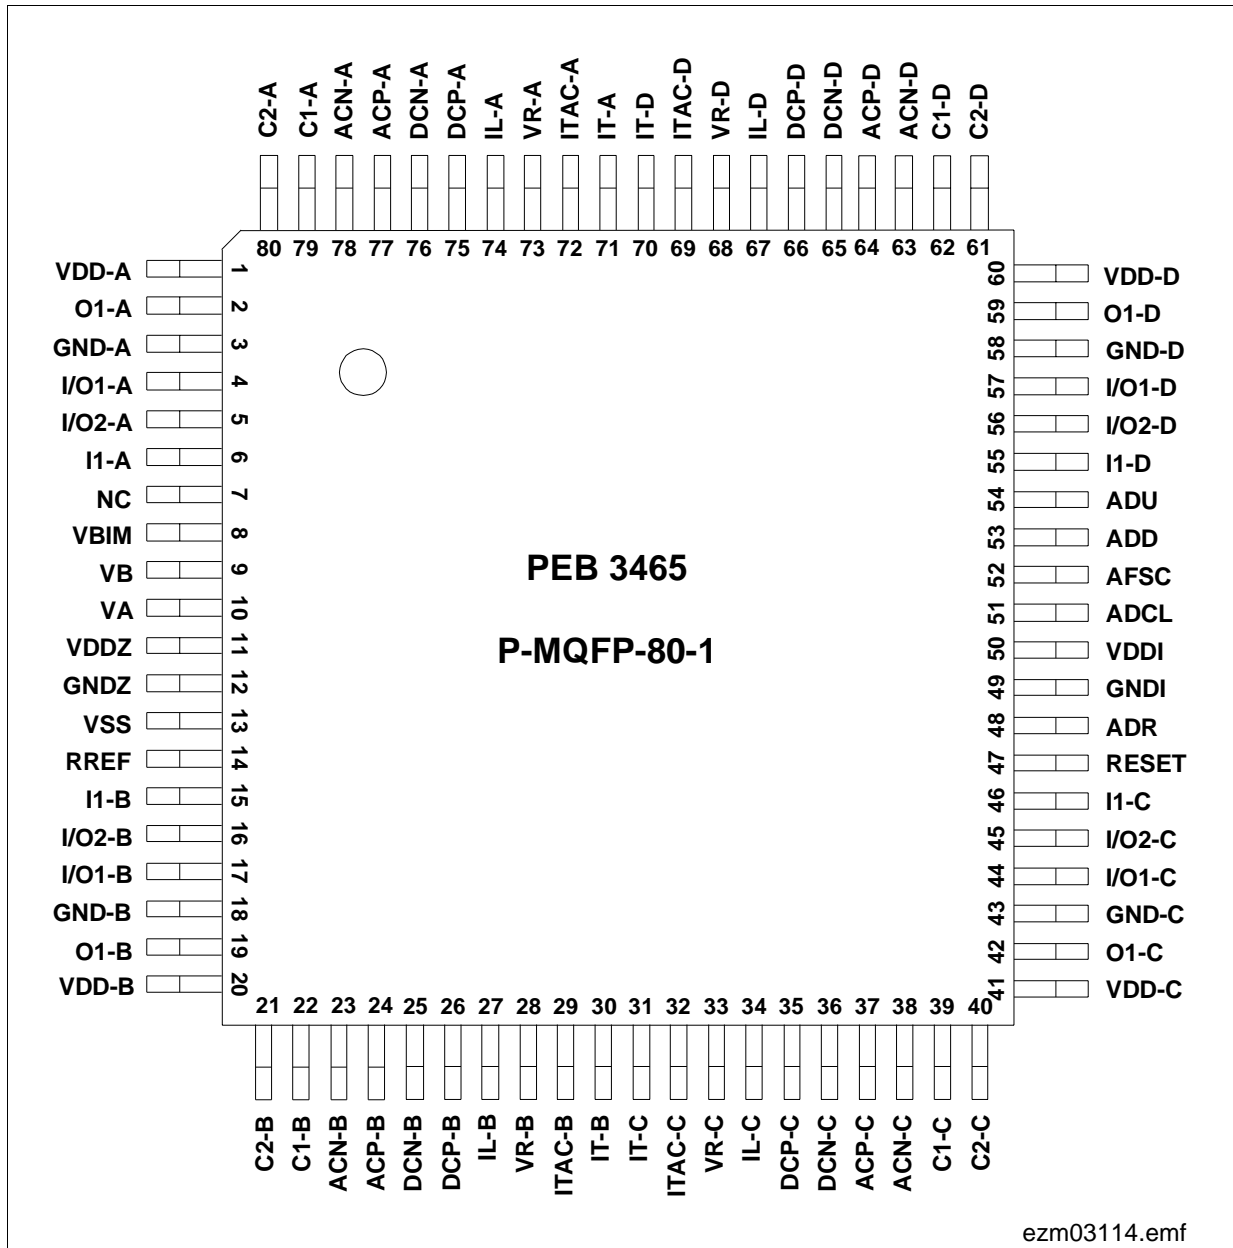 C2-A
C1-A
ACN-A
ACP-A
DCN-A
DCP-A
IL-A
VR-A
ITAC-A
IT-A
IT-D
ITAC-D
VR-D
IL-D
DCP-D
DCN-D
ACP-D
ACN-D
C1-D
C2-D
80 79 78 77 76 75 74 73 72 71 70 69 68 67 66 65 64 63 62 61
VDD-A 1
O1-A 2
GND-A 3
I/O1-A 4
I/O2-A 5
I1-A 6
NC 7
VBIM 8
VB 9
VA 10
VDDZ 11
GNDZ 12
VSS 13
RREF 14
I1-B 15
I/O2-B 16
I/O1-B 17
GND-B 18
O1-B 19
VDD-B 20
PEB 3465
P-MQFP-80-1
60 VDD-D
59 O1-D
58 GND-D
57 I/O1-D
56 I/O2-D
55 I1-D
54 ADU
53 ADD
52 AFSC
51 ADCL
50 VDDI
49 GNDI
48 ADR
47 RESET
46 I1-C
45 I/O2-C
44 I/O1-C
43 GND-C
42 O1-C
41 VDD-C
21 22 23 24 25 26 27 28 29 30 31 32 33 34 35 36 37 38 39 40
C2-B
C1-B
ACN-B
ACP-B
DCN-B
DCP-B
IL-B
VR-B
ITAC-B
IT-B
IT-C
ITAC-C
VR-C
IL-C
DCP-C
DCN-C
ACP-C
ACN-C
C1-C
C2-C
ezm03114.emf